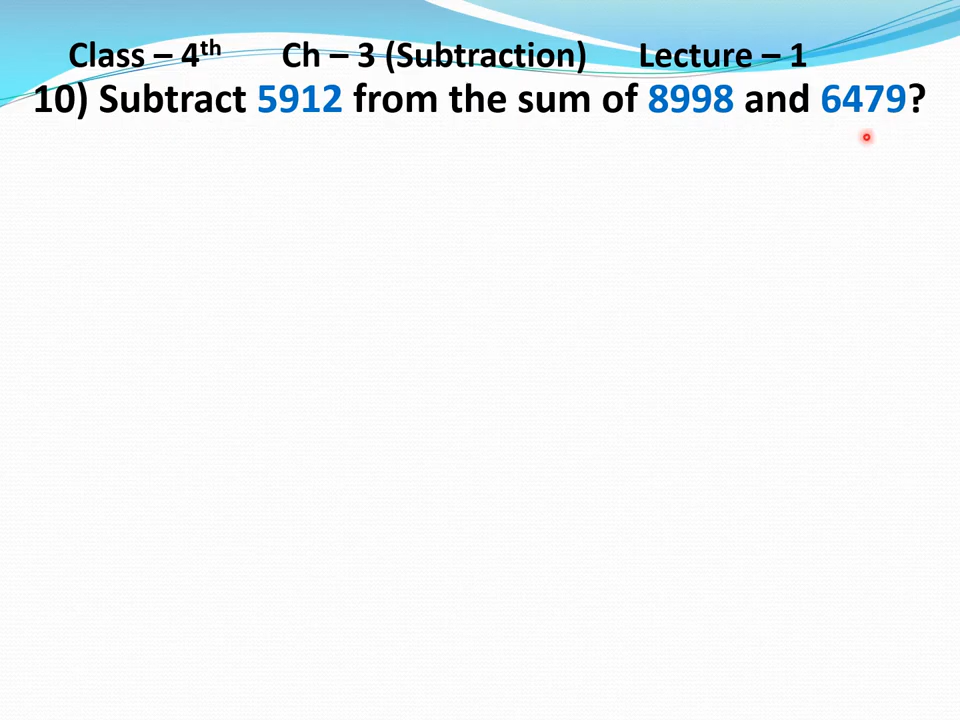 Class – 4th Ch – 3 (Subtraction) Lecture – 1
10) Subtract 5912 from the sum of 8998 and 6479?